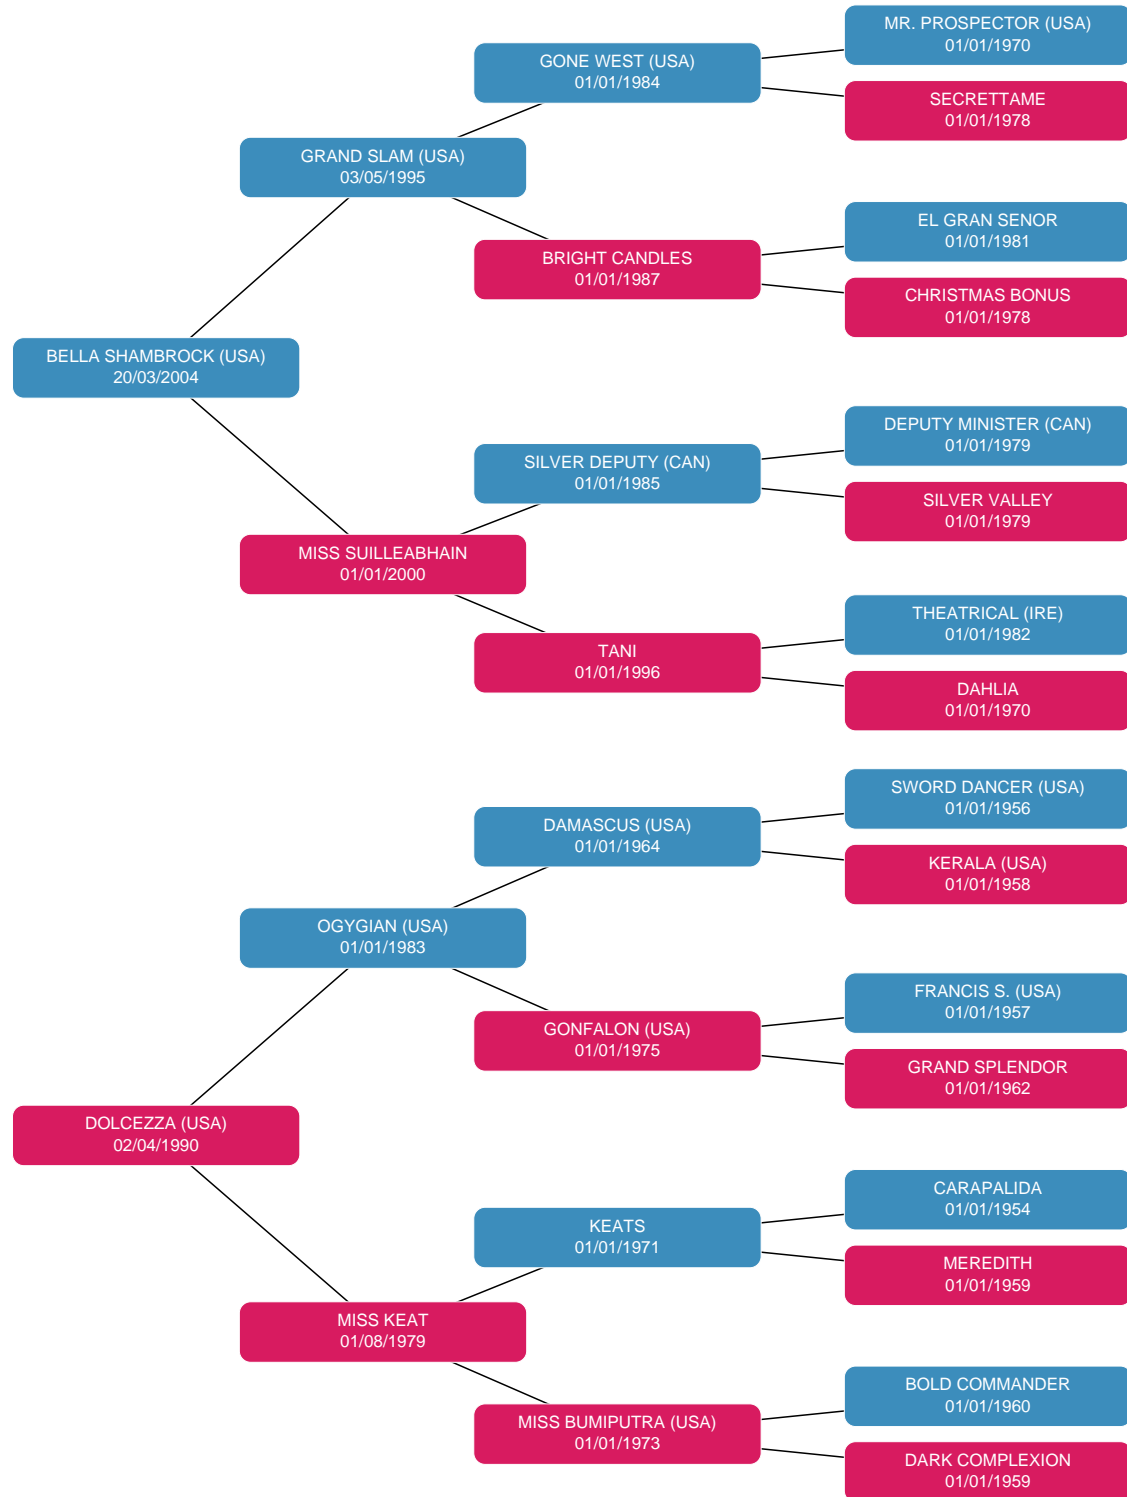 MR. PROSPECTOR (USA)
01/01/1970
GONE WEST (USA)
01/01/1984
SECRETTAME
01/01/1978
GRAND SLAM (USA)
03/05/1995
EL GRAN SENOR
01/01/1981
BRIGHT CANDLES
01/01/1987
CHRISTMAS BONUS
01/01/1978
BELLA SHAMBROCK (USA)
20/03/2004
DEPUTY MINISTER (CAN)
01/01/1979
SILVER DEPUTY (CAN)
01/01/1985
SILVER VALLEY
01/01/1979
MISS SUILLEABHAIN
01/01/2000
THEATRICAL (IRE)
01/01/1982
TANI
01/01/1996
DAHLIA
01/01/1970
SWORD DANCER (USA)
01/01/1956
DAMASCUS (USA)
01/01/1964
KERALA (USA)
01/01/1958
OGYGIAN (USA)
01/01/1983
FRANCIS S. (USA)
01/01/1957
GONFALON (USA)
01/01/1975
GRAND SPLENDOR
01/01/1962
DOLCEZZA (USA)
02/04/1990
CARAPALIDA
01/01/1954
KEATS
01/01/1971
MEREDITH
01/01/1959
MISS KEAT
01/08/1979
BOLD COMMANDER
01/01/1960
MISS BUMIPUTRA (USA)
01/01/1973
DARK COMPLEXION
01/01/1959